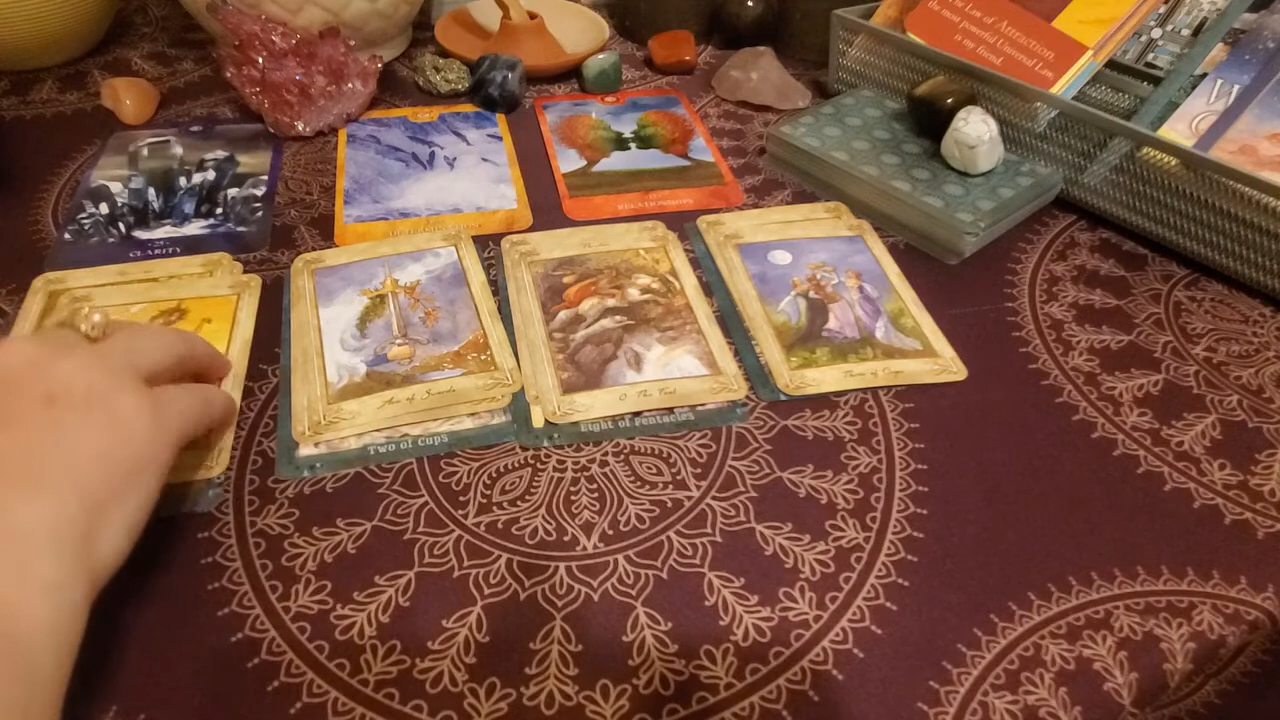 The Law of Attraction,
the most powerful Universal Law,
is my friend.
CLARITY
RELATIONSHIPS
Ace of Swords
0 The Fool
Three of Cups
Two of Cups
Eight of Pentacles